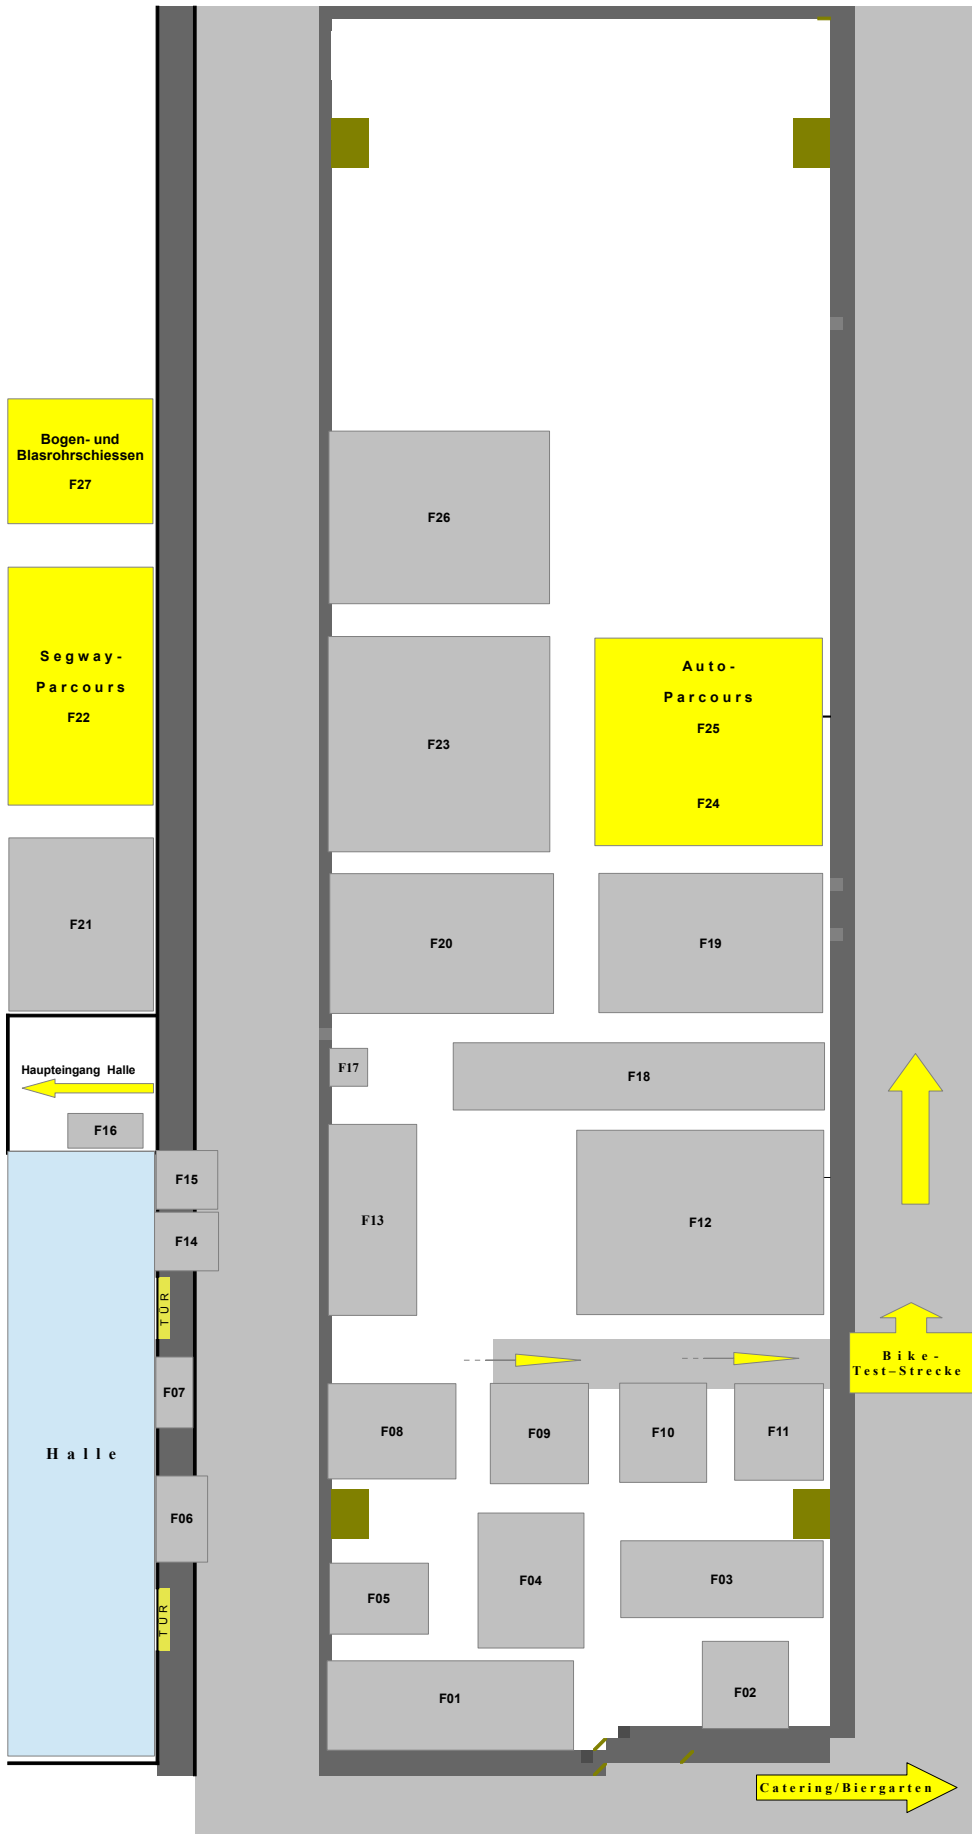 Bogen- und
Blasrohrschiessen
F27
F26
Segway-
Parcours
F22
Auto-
Parcours
F25
F24
F23
F21
F20
F19
Haupteingang Halle
F17
F18
F16
F15
F14
F13
F12
TÜR
Bike-
Test–Strecke
F07
F08
F09
F10
F11
Halle
F06
F05
F04
F03
TÜR
F01
F02
Catering/Biergarten